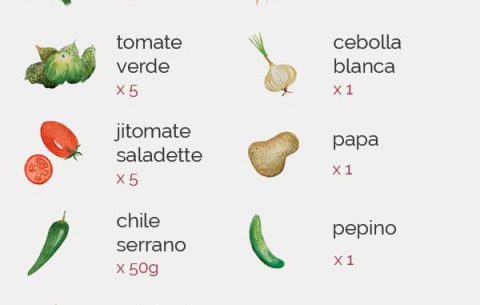 tomate
verde
x 5
cebolla
blanca
x 1
jitomate
saladette
x 5
papa
x 1
chile
serrano
x 50g
pepino
x 1